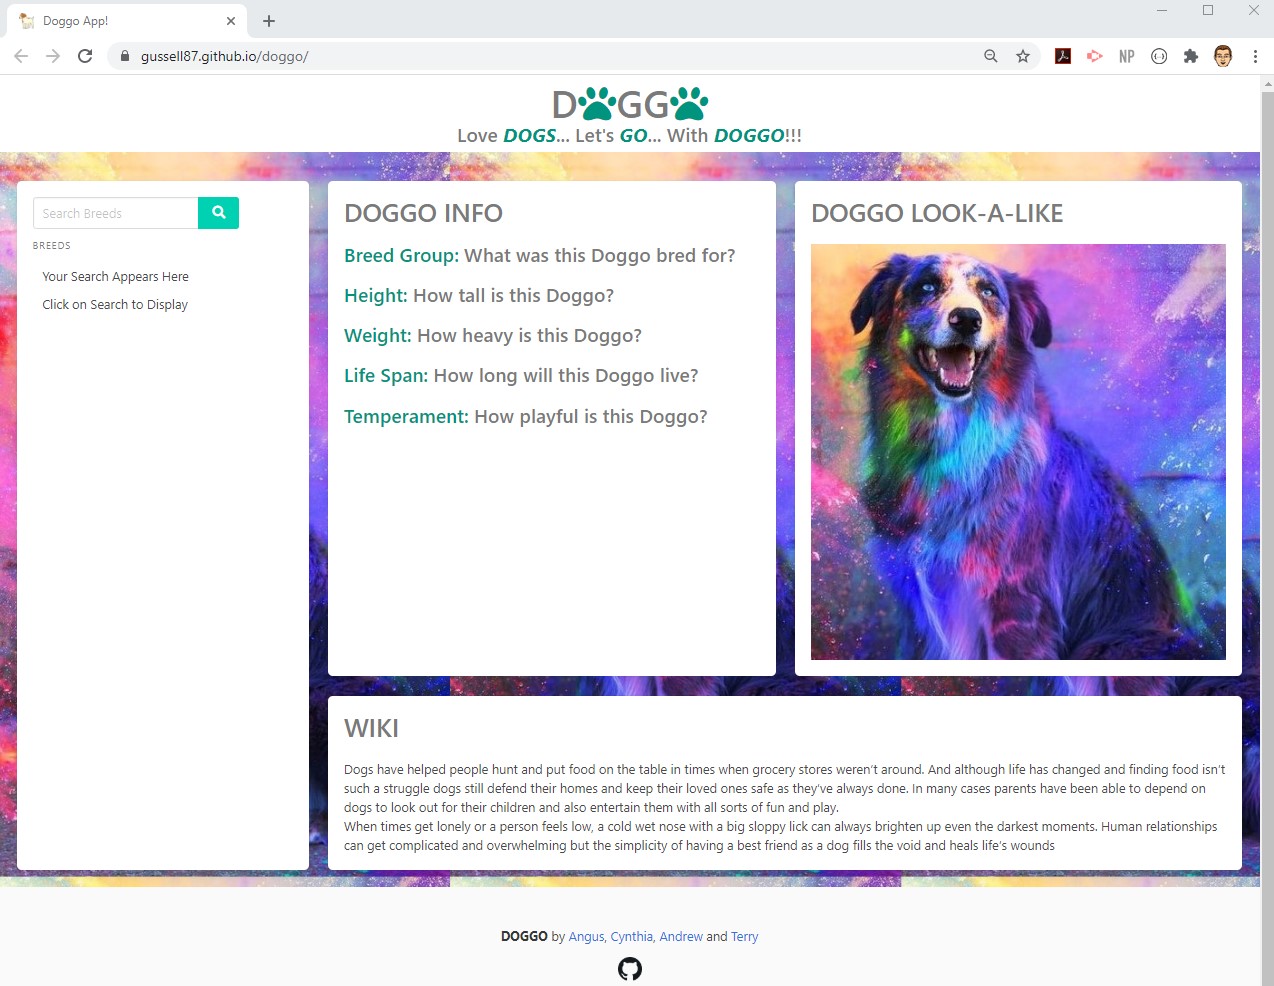 Doggo App!
gussell87.github.io/doggo/
NP
D GG
Love DOGS... Let's GO... With DOGGO!!!
Search Breeds
BREEDS
Your Search Appears Here
Click on Search to Display
DOGGO INFO
Breed Group: What was this Doggo bred for?
Height: How tall is this Doggo?
Weight: How heavy is this Doggo?
Life Span: How long will this Doggo live?
Temperament: How playful is this Doggo?
DOGGO LOOK-A-LIKE
WIKI
Dogs have helped people hunt and put food on the table in times when grocery stores weren’t around. And although life has changed and finding food isn’t
such a struggle dogs still defend their homes and keep their loved ones safe as they’ve always done. In many cases parents have been able to depend on
dogs to look out for their children and also entertain them with all sorts of fun and play.
When times get lonely or a person feels low, a cold wet nose with a big sloppy lick can always brighten up even the darkest moments. Human relationships
can get complicated and overwhelming but the simplicity of having a best friend as a dog fills the void and heals life’s wounds
DOGGO by Angus, Cynthia, Andrew and Terry